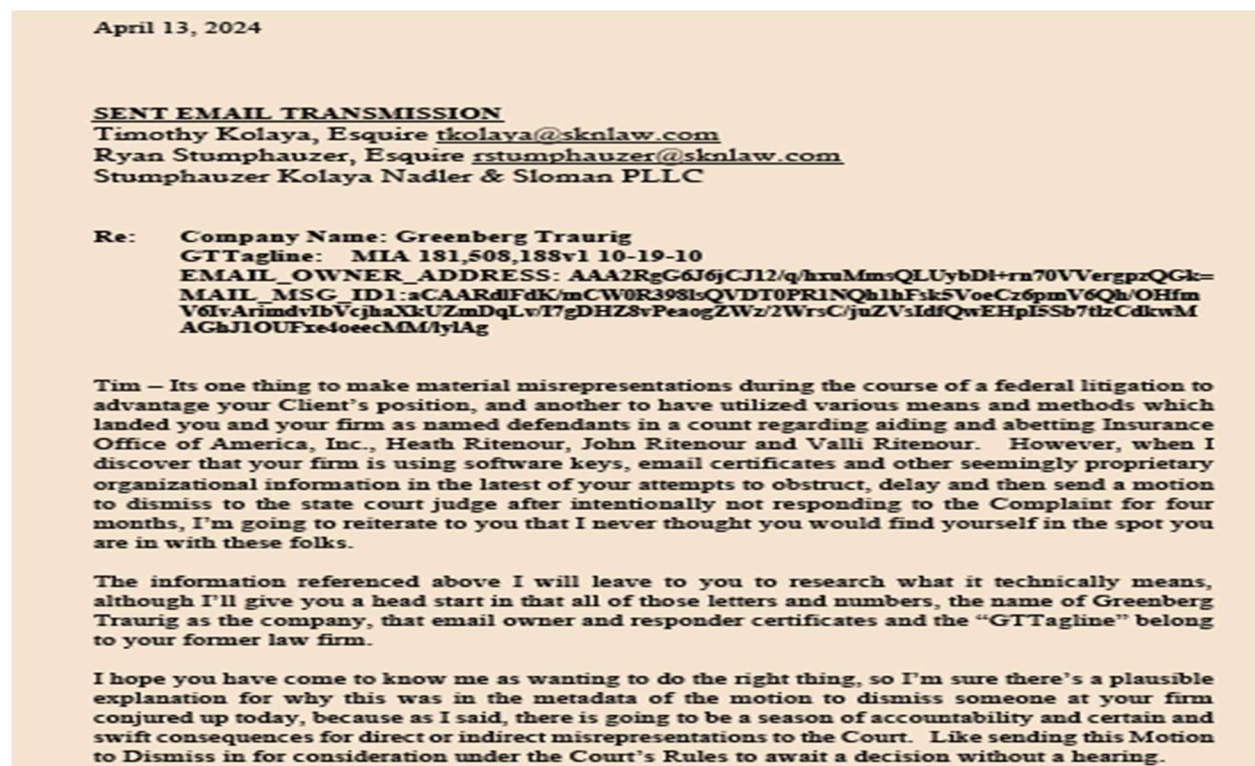 April 13, 2024
SENT EMAIL TRANSMISSION
Timothy Kolaya, Esquire tkolaya@sknlaw.com
Ryan Stumphauzer, Esquire rstumphauzer@sknlaw.com
Stumphauzer Kolaya Nadler & Sloman PLLC
Re: Company Name: Greenberg Traurig
GTTagline: MIA 181,508,188v1 10-19-10
EMAIL_OWNER_ADDRESS:
MAIL_MSG_ID1:
Tim – Its one thing to make material misrepresentations during the course of a federal litigation to
advantage your Client's position, and another to have utilized various means and methods which
landed you and your firm as named defendants in a count regarding aiding and abetting Insurance
Office of America, Inc., Heath Ritenour, John Ritenour and Valli Ritenour. However, when I
discover that your firm is using software keys, email certificates and other seemingly proprietary
organizational information in the latest of your attempts to obstruct, delay and then send a motion
to dismiss to the state court judge after intentionally not responding to the Complaint for four
months, I'm going to reiterate to you that I never thought you would find yourself in the spot you
are in with these folks.
The information referenced above I will leave to you to research what it technically means,
although I'll give you a head start in that all of those letters and numbers, the name of Greenberg
Traurig as the company, that email owner and responder certificates and the "GTTagline" belong
to your former law firm.
I hope you have come to know me as wanting to do the right thing, so I'm sure there's a plausible
explanation for why this was in the metadata of the motion to dismiss someone at your firm
conjured up today, because as I said, there is going to be a season of accountability and certain and
swift consequences for direct or indirect misrepresentations to the Court. Like sending this Motion
to Dismiss in for consideration under the Court's Rules to await a decision without a hearing.